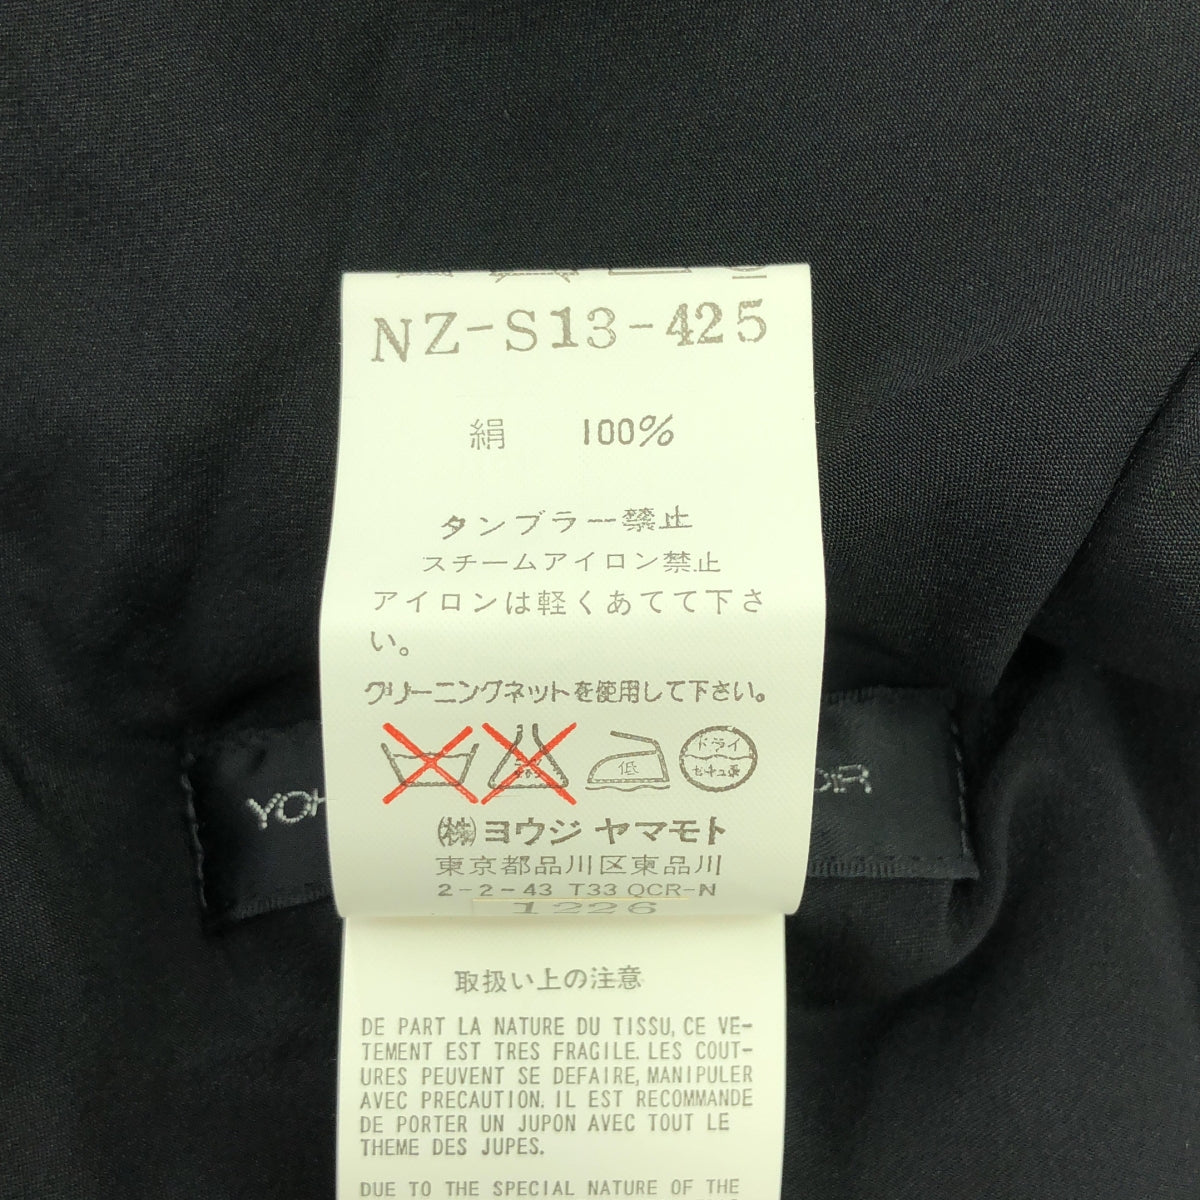 NZ-S13-425
絹 100%
タンブラー禁止
スチームアイロン禁止
アイロンは軽くあてて下さ
い。
クリーニングネットを使用して下さい。
低
ドライ
セキユ系
YOH
OIR
(株)ヨウジ ヤマモト
東京都品川区東品川
2-2-43 T33 QCR-N
1226
取扱い上の注意
DE PART LA NATURE DU TISSU, CE VE-
TEMENT EST TRES FRAGILE. LES COUT-
URES PEUVENT SE DEFAIRE, MANIPULER
AVEC PRECAUTION. IL EST RECOMMANDE
DE PORTER UN JUPON AVEC TOUT LE
THEME DES JUPES.
DUE TO THE SPECIAL NATURE OF THE